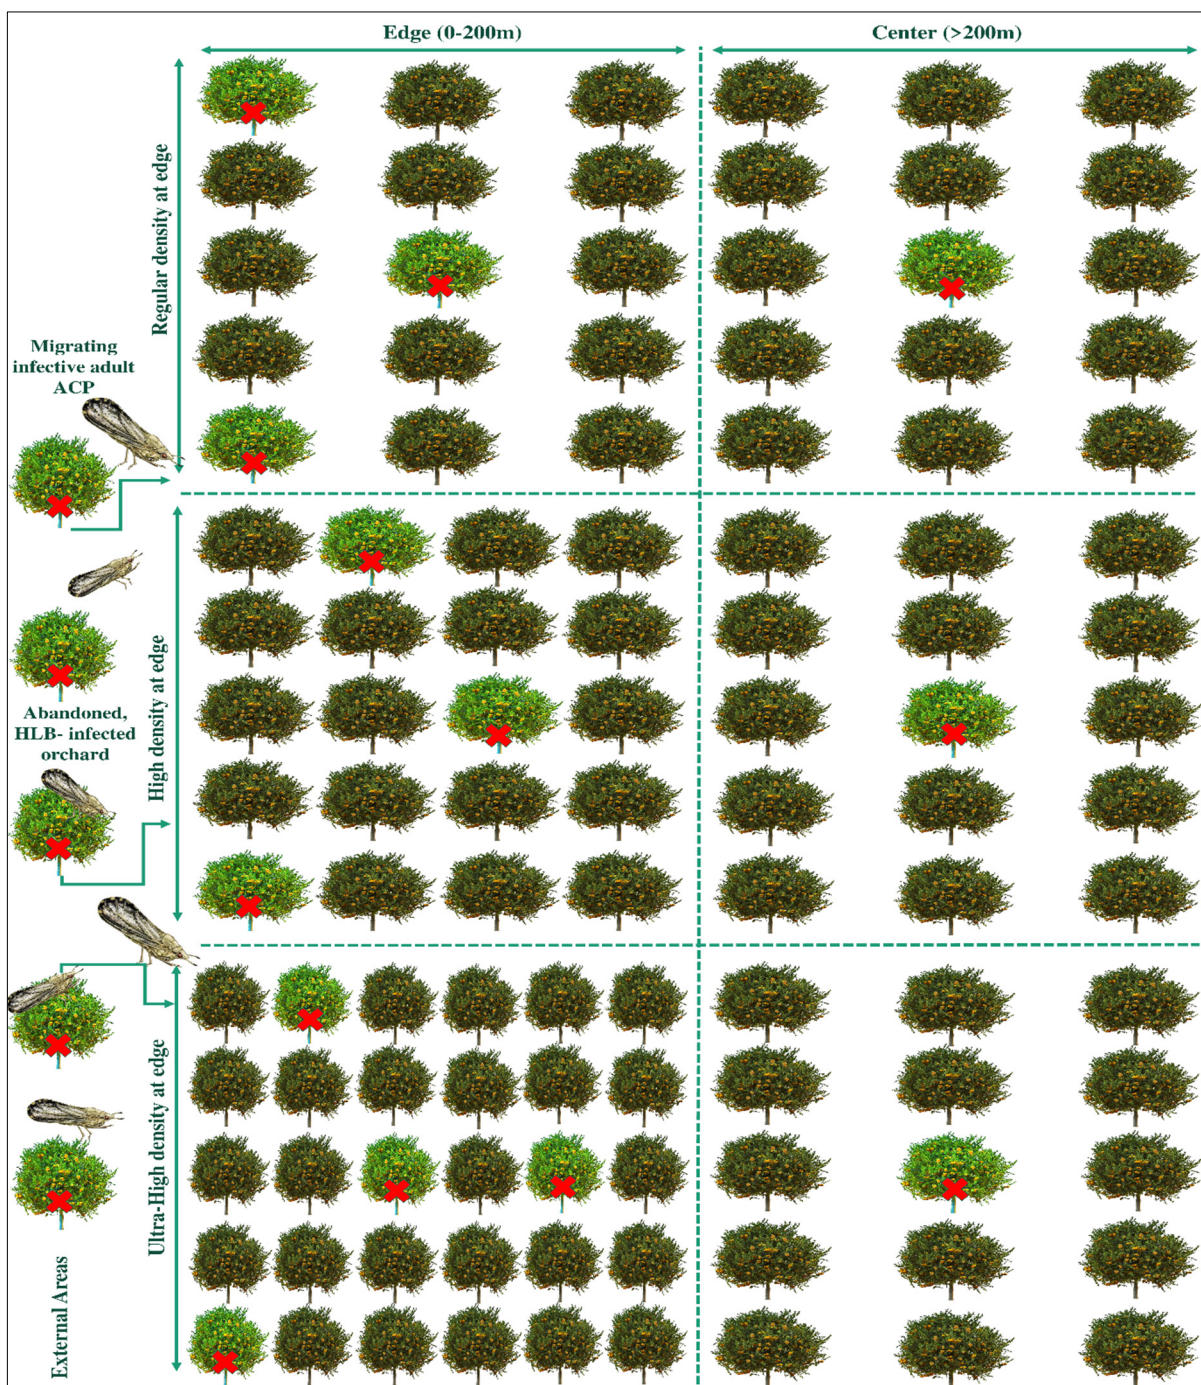 Edge (0-200m)
Center (>200m)
Regular density at edge
Migrating
infective adult
ACP
High density at edge
Abandoned,
HLB- infected
orchard
Ultra-High density at edge
External Areas